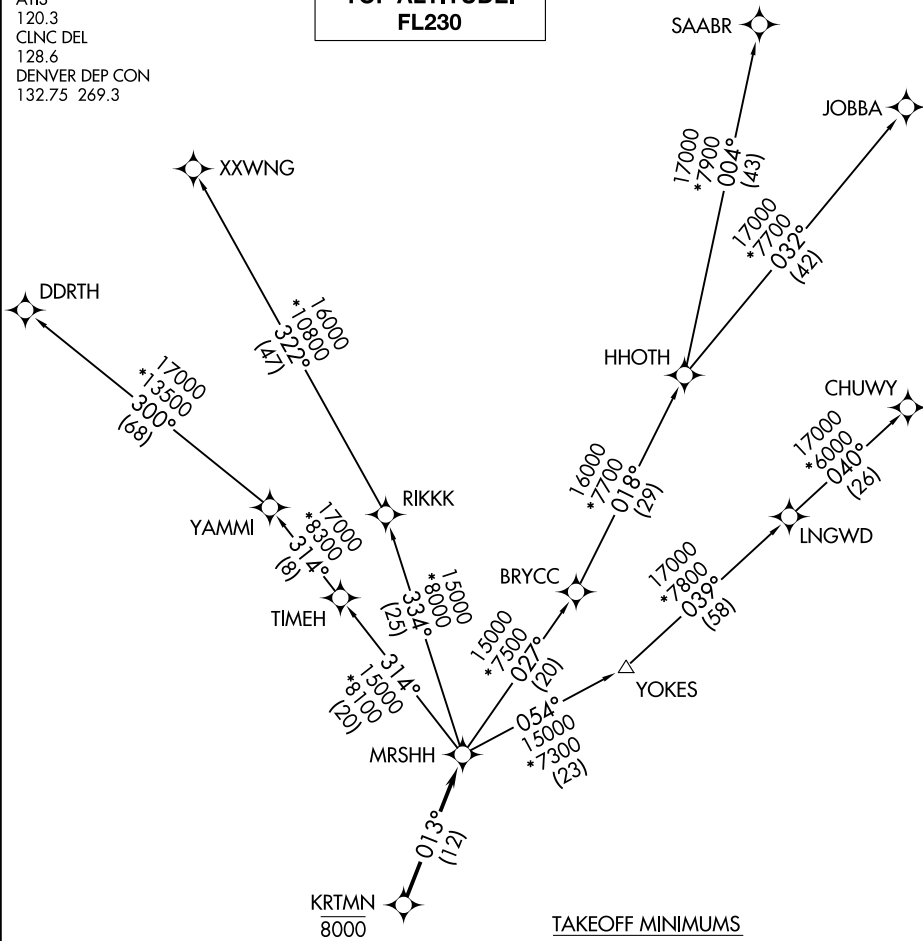 ATIS
120.3
CLNC DEL
128.6
DENVER DEP CON
132.75 269.3
TOP ALTITUDE:
FL230
SAABR
JOBBA
17000
*7900
004°
(43)
17000
*7700
032°
(42)
XXWNG
DDRTH
16000
*10800
322°
(47)
17000
*13500
300°
(68)
HHOTH
CHUWY
17000
*6000
040°
(26)
16000
*7700
018°
(29)
RIKKK
YAMMI
LNGWD
17000
*8300
314°
(8)
TIMEH
15000
*8000
334°
(25)
BRYCC
17000
*7800
039°
(58)
15000
*7500
027°
(20)
314°
15000
*8100
(20)
YOKES
054°
15000
*7300
(23)
MRSHH
013°
(12)
KRTMN
8000
TAKEOFF MINIMUMS